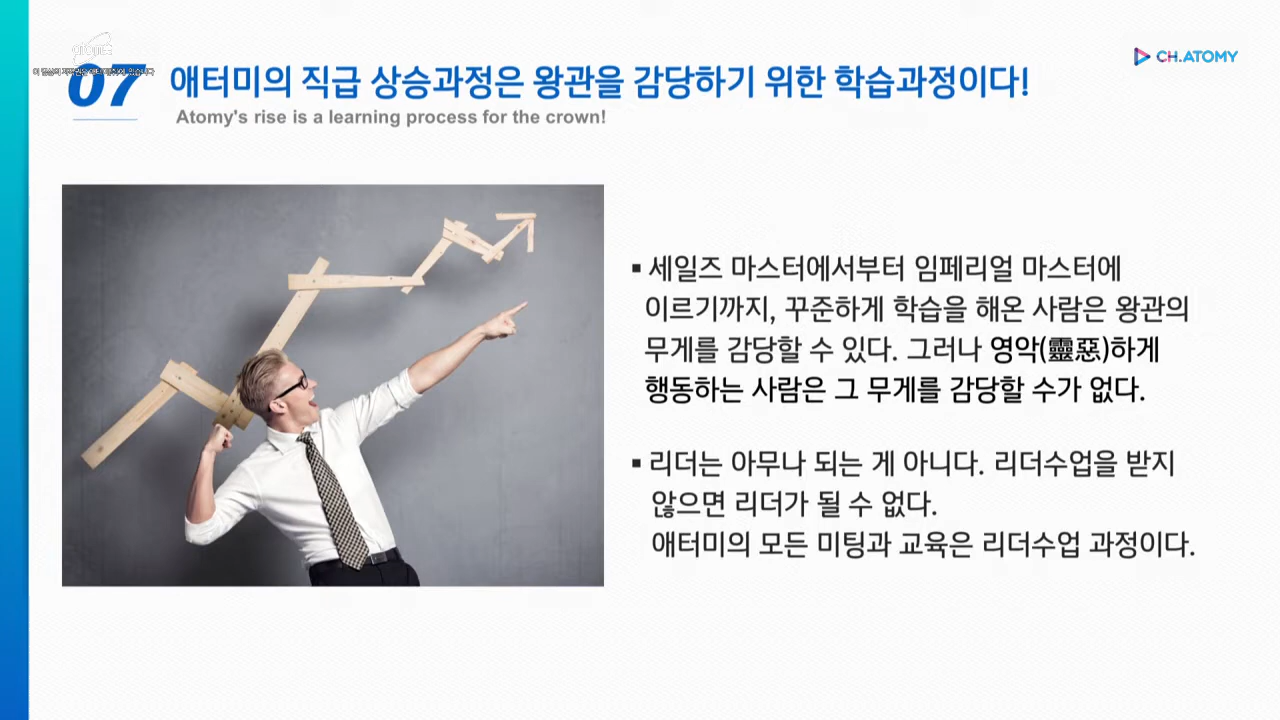 07
애터미의 직급 상승과정은 왕관을 감당하기 위한 학습과정이다!
Atomy's rise is a learning process for the crown!
CH.ATOMY
▪ 세일즈 마스터에서부터 임페리얼 마스터에
이르기까지, 꾸준하게 학습을 해온 사람은 왕관의
무게를 감당할 수 있다. 그러나 영악(靈惡)하게
행동하는 사람은 그 무게를 감당할 수가 없다.
▪ 리더는 아무나 되는 게 아니다. 리더수업을 받지
않으면 리더가 될 수 없다.
애터미의 모든 미팅과 교육은 리더수업 과정이다.